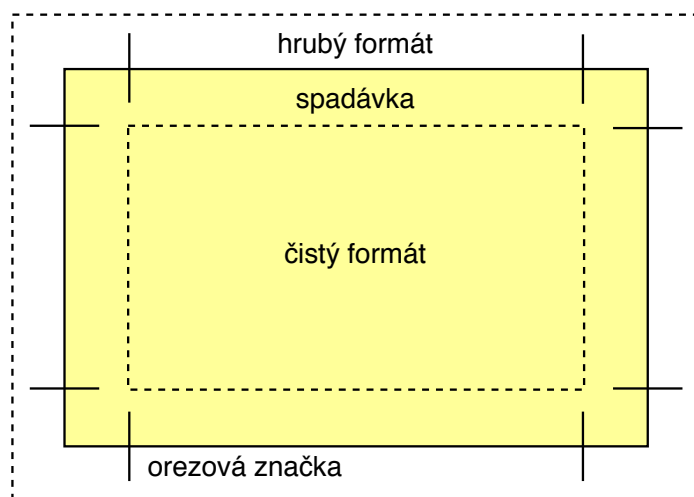 hrubý formát
spadávka
čistý formát
orezová značka